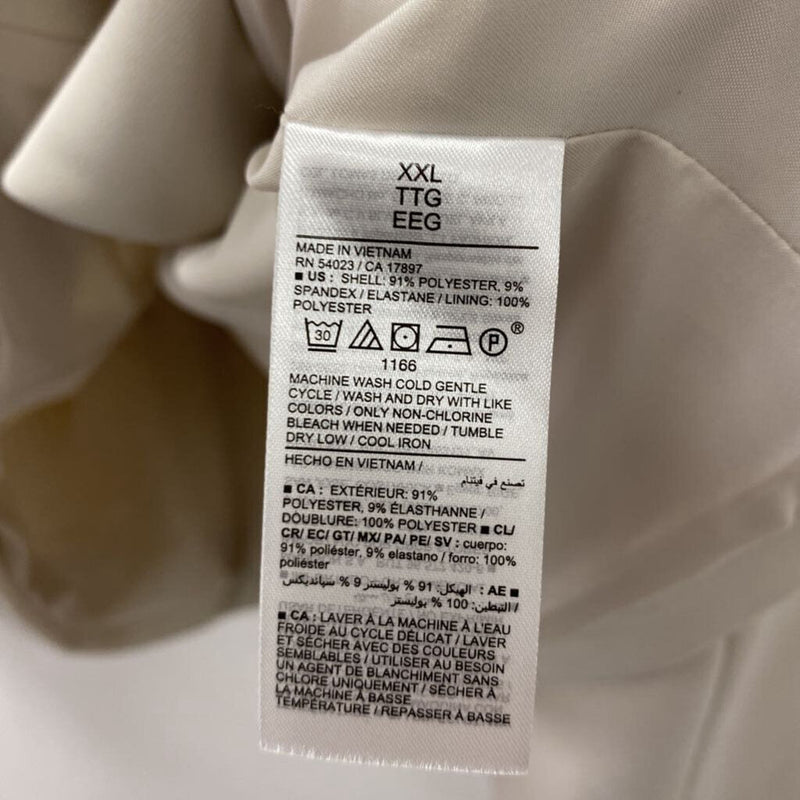 XXL
TTG
EEG
MADE IN VIETNAM
RN 54023 / CA 17897
■ US : SHELL: 91% POLYESTER, 9%
SPANDEX / ELASTANE / LINING: 100%
POLYESTER
30 P ®
1166
MACHINE WASH COLD GENTLE
CYCLE / WASH AND DRY WITH LIKE
COLORS / ONLY NON-CHLORINE
BLEACH WHEN NEEDED / TUMBLE
DRY LOW / COOL IRON
HECHO EN VIETNAM /
تصنع في فيتنام
■ CA : EXTÉRIEUR: 91%
POLYESTER, 9% ÉLASTHANNE /
DOUBLURE: 100% POLYESTER ■ CL/
CR/ EC/ GT/ MX/ PA/ PE/ SV : cuerpo:
91% poliéster, 9% elastano / forro: 100%
poliéster
■ AE : الهيكل: 91 % بوليستر 9 % سباندیکس
/ التبطين: 100 % بوليستر
■ CA : LAVER À LA MACHINE À L'EAU
FROIDE AU CYCLE DÉLICAT / LAVER
ET SÉCHER AVEC DES COULEURS
SEMBLABLES / UTILISER AU BESOIN
UN AGENT DE BLANCHIMENT SANS
CHLORE UNIQUEMENT / SÉCHER À
LA MACHINE À BASSE
TEMPÉRATURE / REPASSER À BASSE